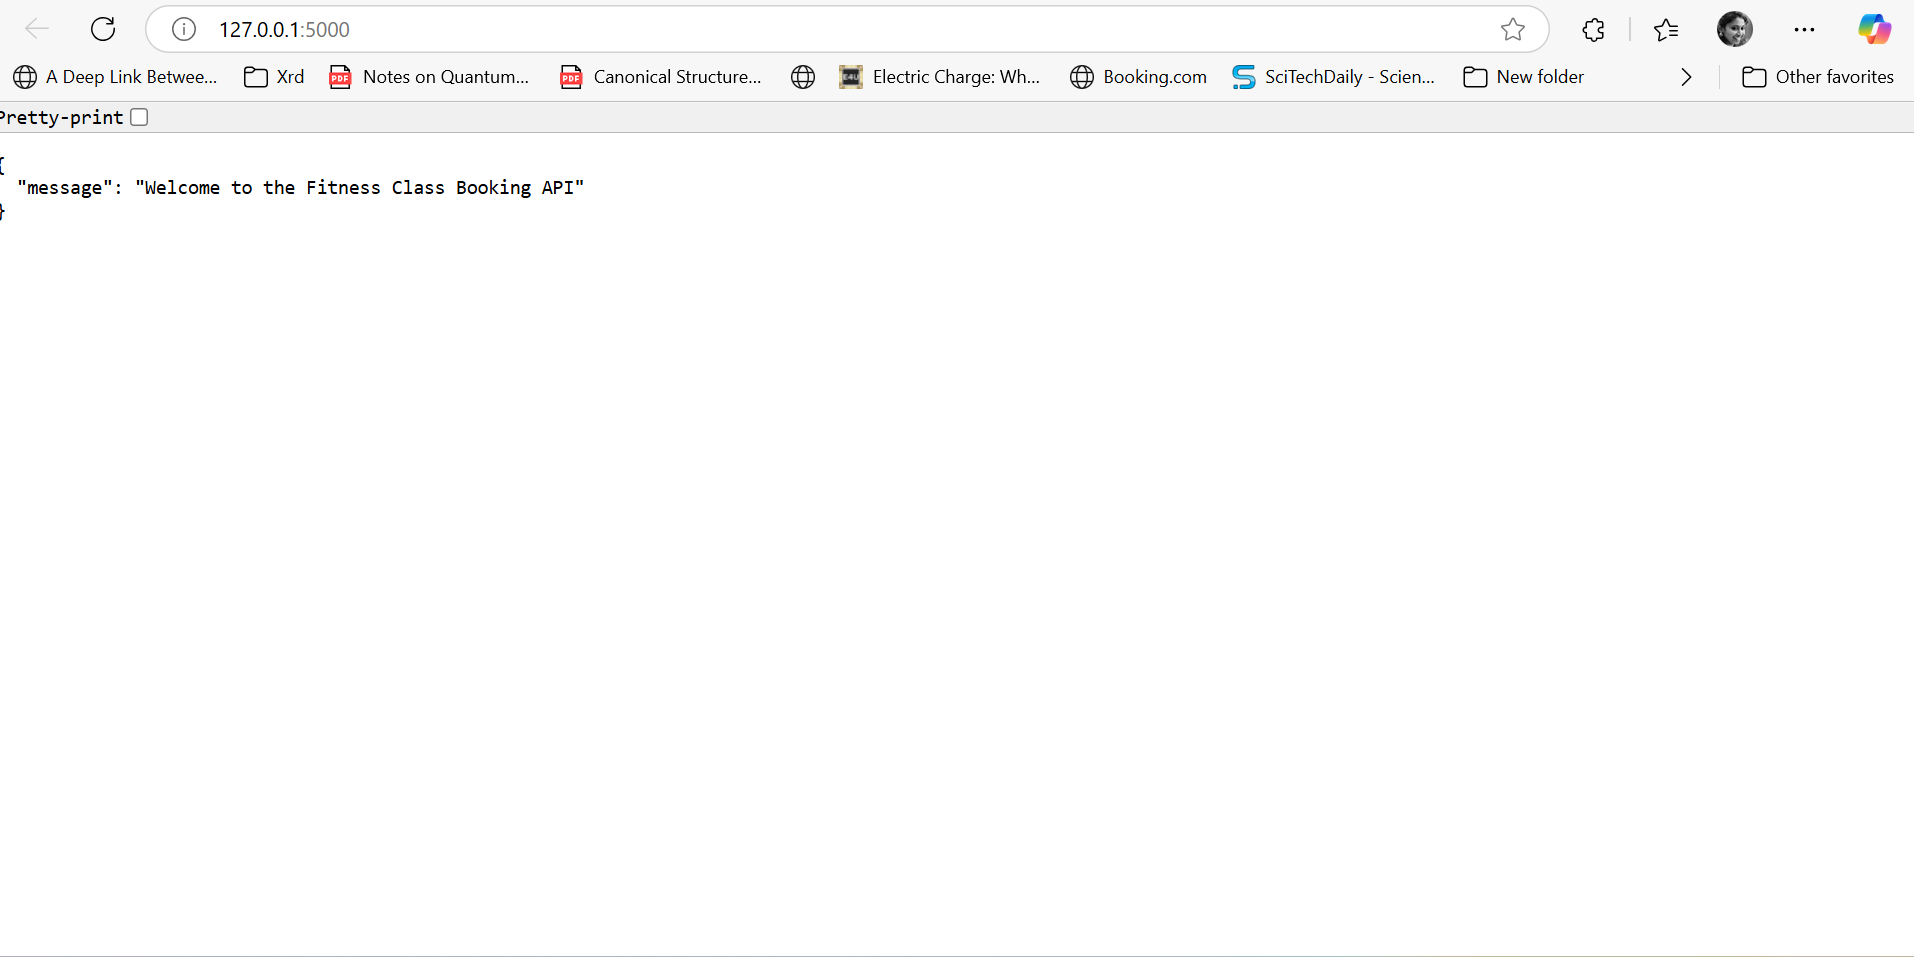 127.0.0.1:5000
A Deep Link Betwee... Xrd Notes on Quantum... Canonical Structure... Electric Charge: Wh... Booking.com SciTechDaily - Scien... New folder Other favorites
Pretty-print
{
"message": "Welcome to the Fitness Class Booking API"
}